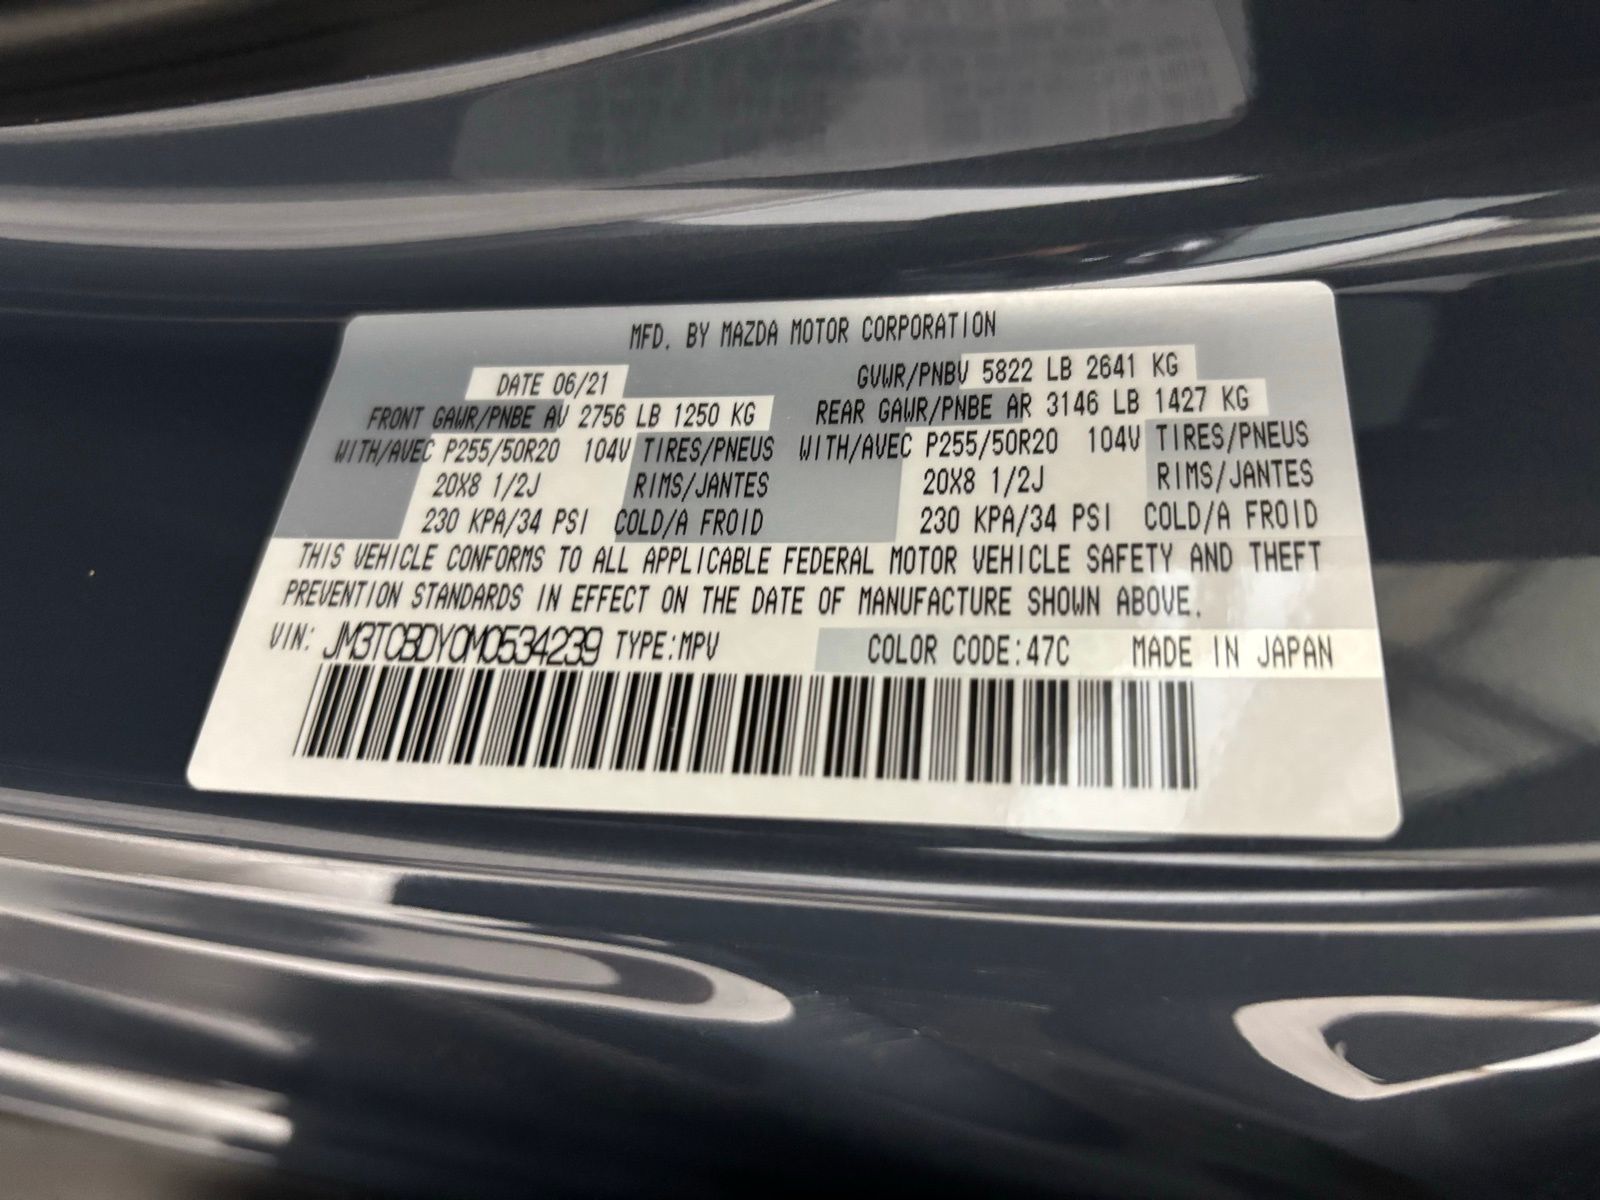 MFD. BY MAZDA MOTOR CORPORATION
DATE 06/21 GVWR/PNBV 5822 LB 2641 KG
FRONT GAWR/PNBE AV 2756 LB 1250 KG REAR GAWR/PNBE AR 3146 LB 1427 KG
WITH/AVEC P255/50R20 104V TIRES/PNEUS WITH/AVEC P255/50R20 104V TIRES/PNEUS
20X8 1/2J RIMS/JANTES 20X8 1/2J RIMS/JANTES
230 KPA/34 PSI COLD/A FROID 230 KPA/34 PSI COLD/A FROID
THIS VEHICLE CONFORMS TO ALL APPLICABLE FEDERAL MOTOR VEHICLE SAFETY AND THEFT
PREVENTION STANDARDS IN EFFECT ON THE DATE OF MANUFACTURE SHOWN ABOVE.
VIN: JM3TCBDY0M0534239 TYPE:MPV COLOR CODE:47C MADE IN JAPAN